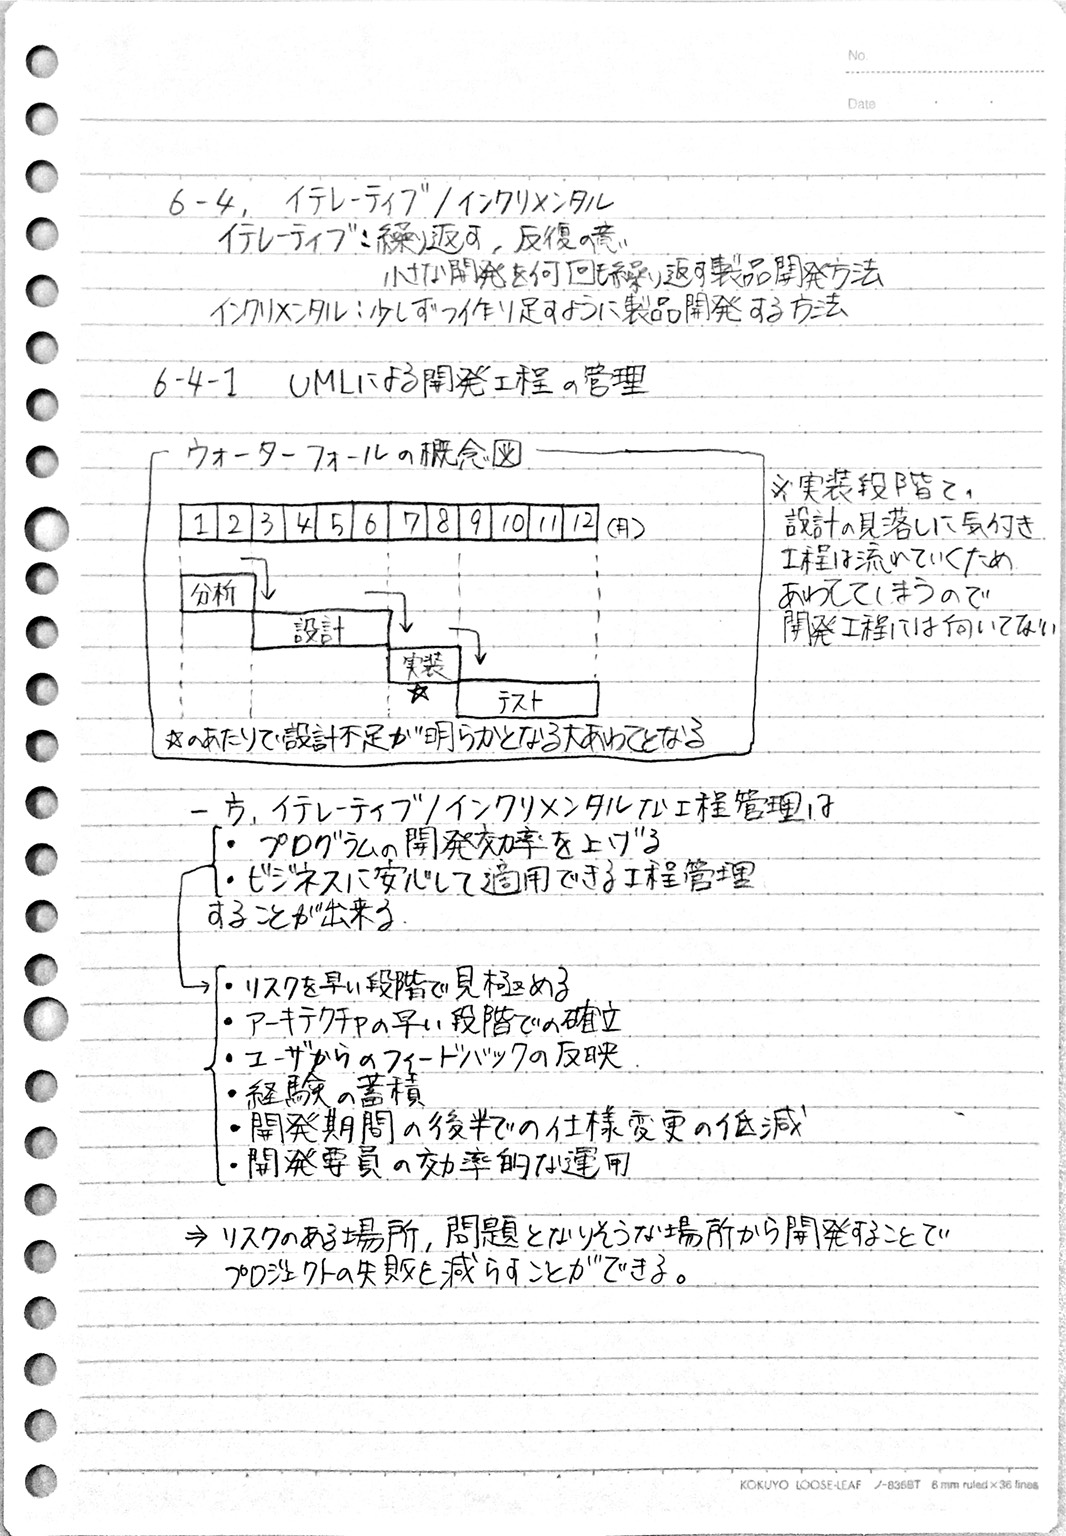 No.
Date
6-4. イテレーティブ/インクリメンタル
イテレーティブ:繰り返す,反復の意
小さな開発を何回も繰り返す製品開発方法
インクリメンタル:少しずつ作り足すように製品開発する方法
6-4-1 UMLによる開発工程の管理
ウォーターフォールの概念図
1 2 3 4 5 6 7 8 9 10 11 12 (月)
分析
設計
実装
☆
テスト
☆のあたりで設計不足が明らかとなる大あわてとなる
※実装段階で,
設計の見落しに気付き
工程は流れていくため
あわててしまうので
開発工程には向いてない
一方,イテレーティブ/インクリメンタルな工程管理は
・プログラムの開発効率を上げる
・ビジネスに安心して適用できる工程管理
することが出来る.
・リスクを早い段階で見極める
・アーキテクチャの早い段階での確立
・ユーザからのフィードバックの反映
・経験の蓄積
・開発期間の後半での仕様変更の低減
・開発要員の効率的な運用
⇒ リスクのある場所,問題となりそうな場所から開発することで
プロジェクトの失敗を減らすことができる。
KOKUYO LOOSE-LEAF ノ-836BT 6 mm ruled×36 lines